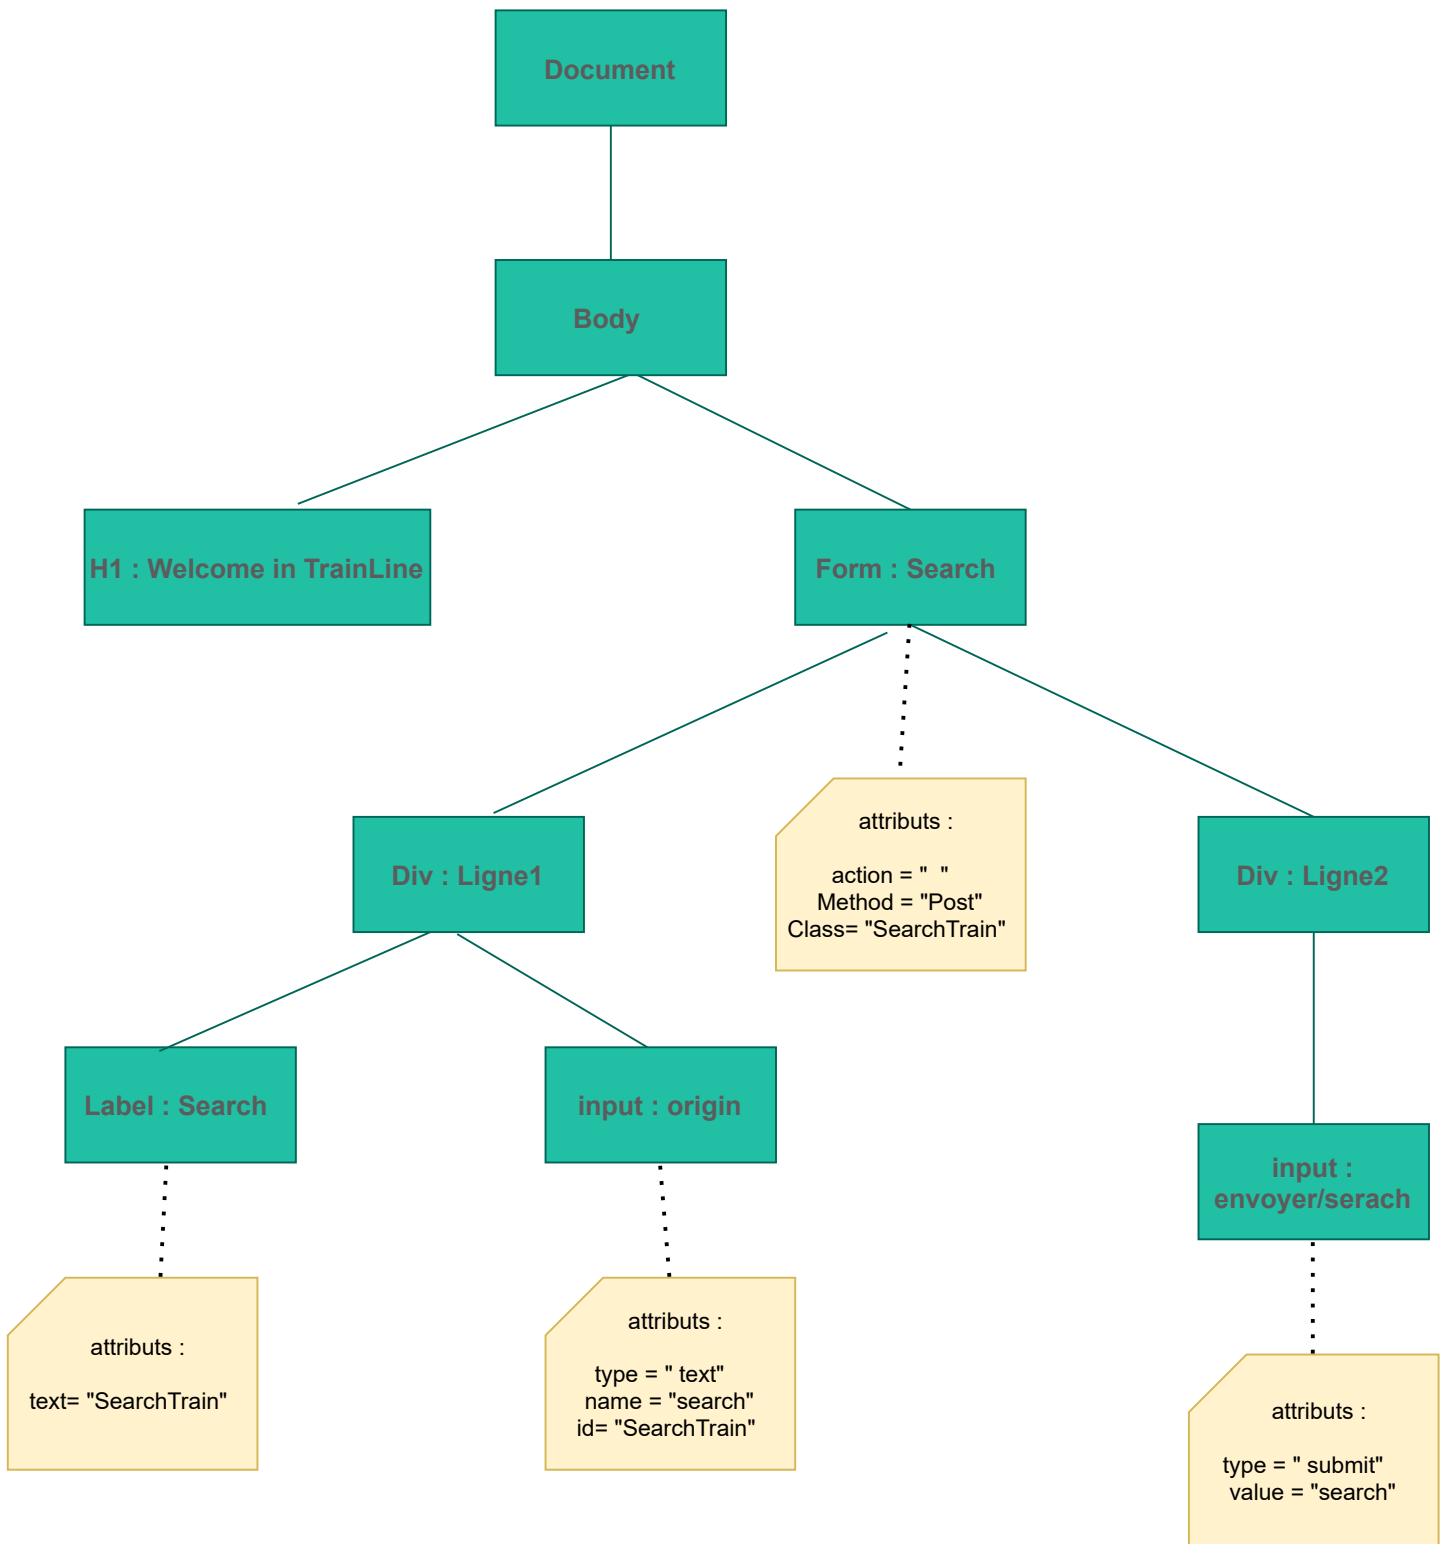 Document
Body
H1 : Welcome in TrainLine
Form : Search
attributs :
action = "  "
Method = "Post"
Class= "SearchTrain"
Div : Ligne1
Div : Ligne2
Label : Search
input : origin
input :
envoyer/serach
attributs :
text= "SearchTrain"
attributs :
type = " text"
name = "search"
id= "SearchTrain"
attributs :
type = " submit"
value = "search"